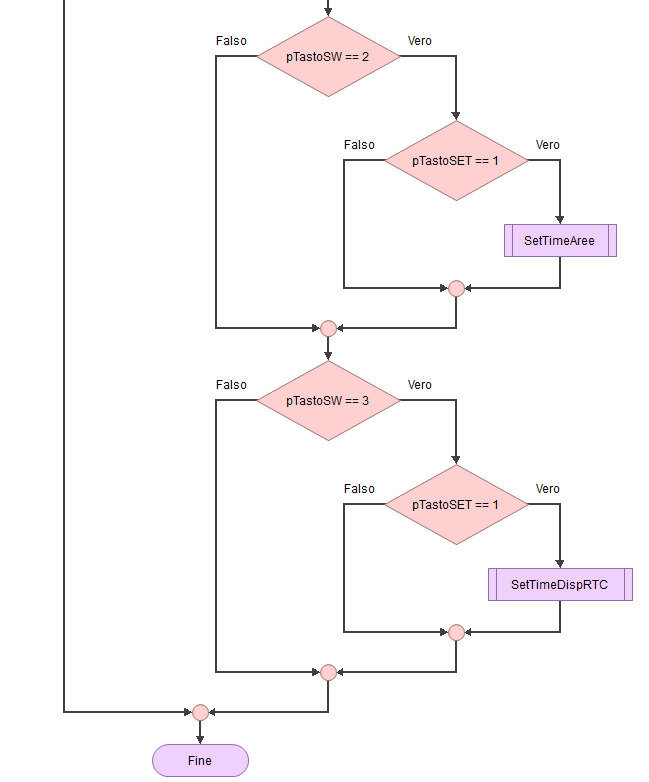 Falso
Vero
pTastoSW == 2
Falso
Vero
pTastoSET == 1
SetTimeAree
Falso
Vero
pTastoSW == 3
Falso
Vero
pTastoSET == 1
SetTimeDispRTC
Fine